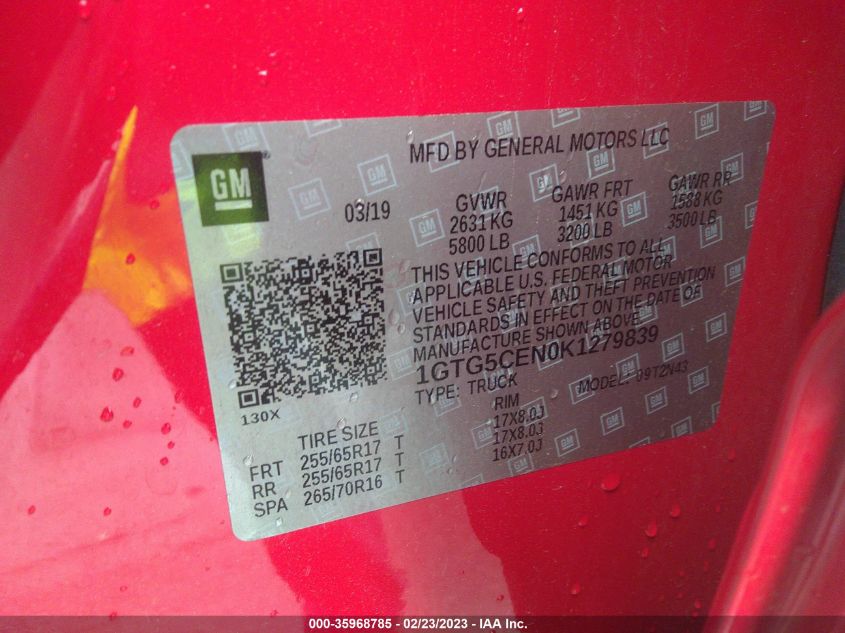 MFD BY GENERAL MOTORS LLC
GM
03/19
GVWR GAWR FRT GAWR RR
2631 KG 1451 KG 1588 KG
5800 LB 3200 LB 3500 LB
THIS VEHICLE CONFORMS TO ALL
APPLICABLE U.S. FEDERAL MOTOR
VEHICLE SAFETY AND THEFT PREVENTION
STANDARDS IN EFFECT ON THE DATE OF
MANUFACTURE SHOWN ABOVE
1GTG5CEN0K1279839
TYPE: TRUCK MODEL: 09T2N43
130X
TIRE SIZE RIM
FRT 255/65R17 T 17X8.0J
RR 255/65R17 T 17X8.0J
SPA 265/70R16 T 16X7.0J
000-35968785 - 02/23/2023 - IAA Inc.